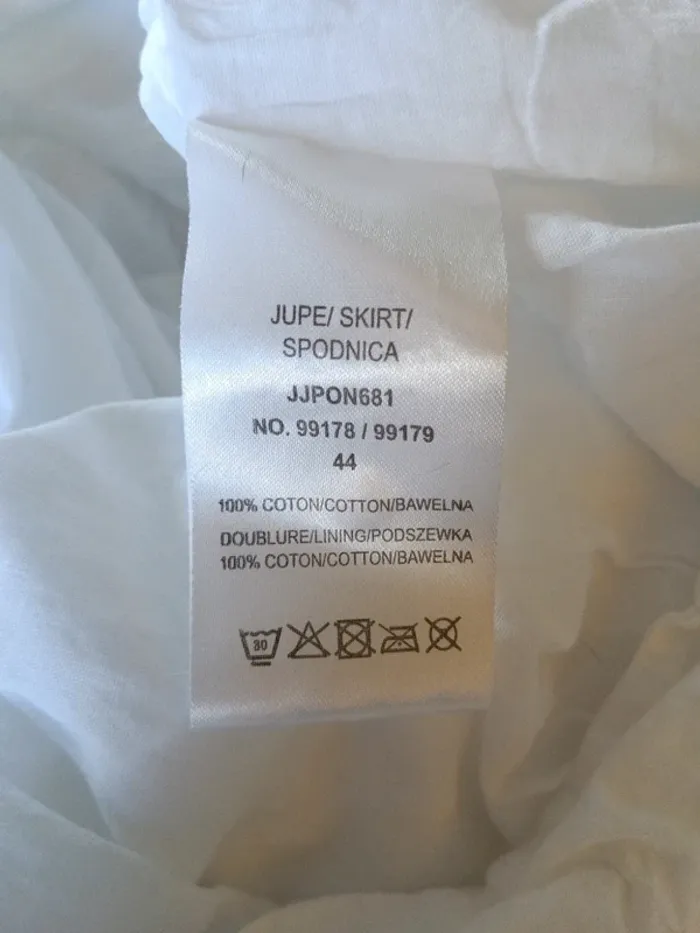 JUPE/ SKIRT/
SPODNICA
JJPON681
NO. 99178 / 99179
44
100% COTON/COTTON/BAWELNA
DOUBLURE/LINING/PODSZEWKA
100% COTON/COTTON/BAWELNA
30